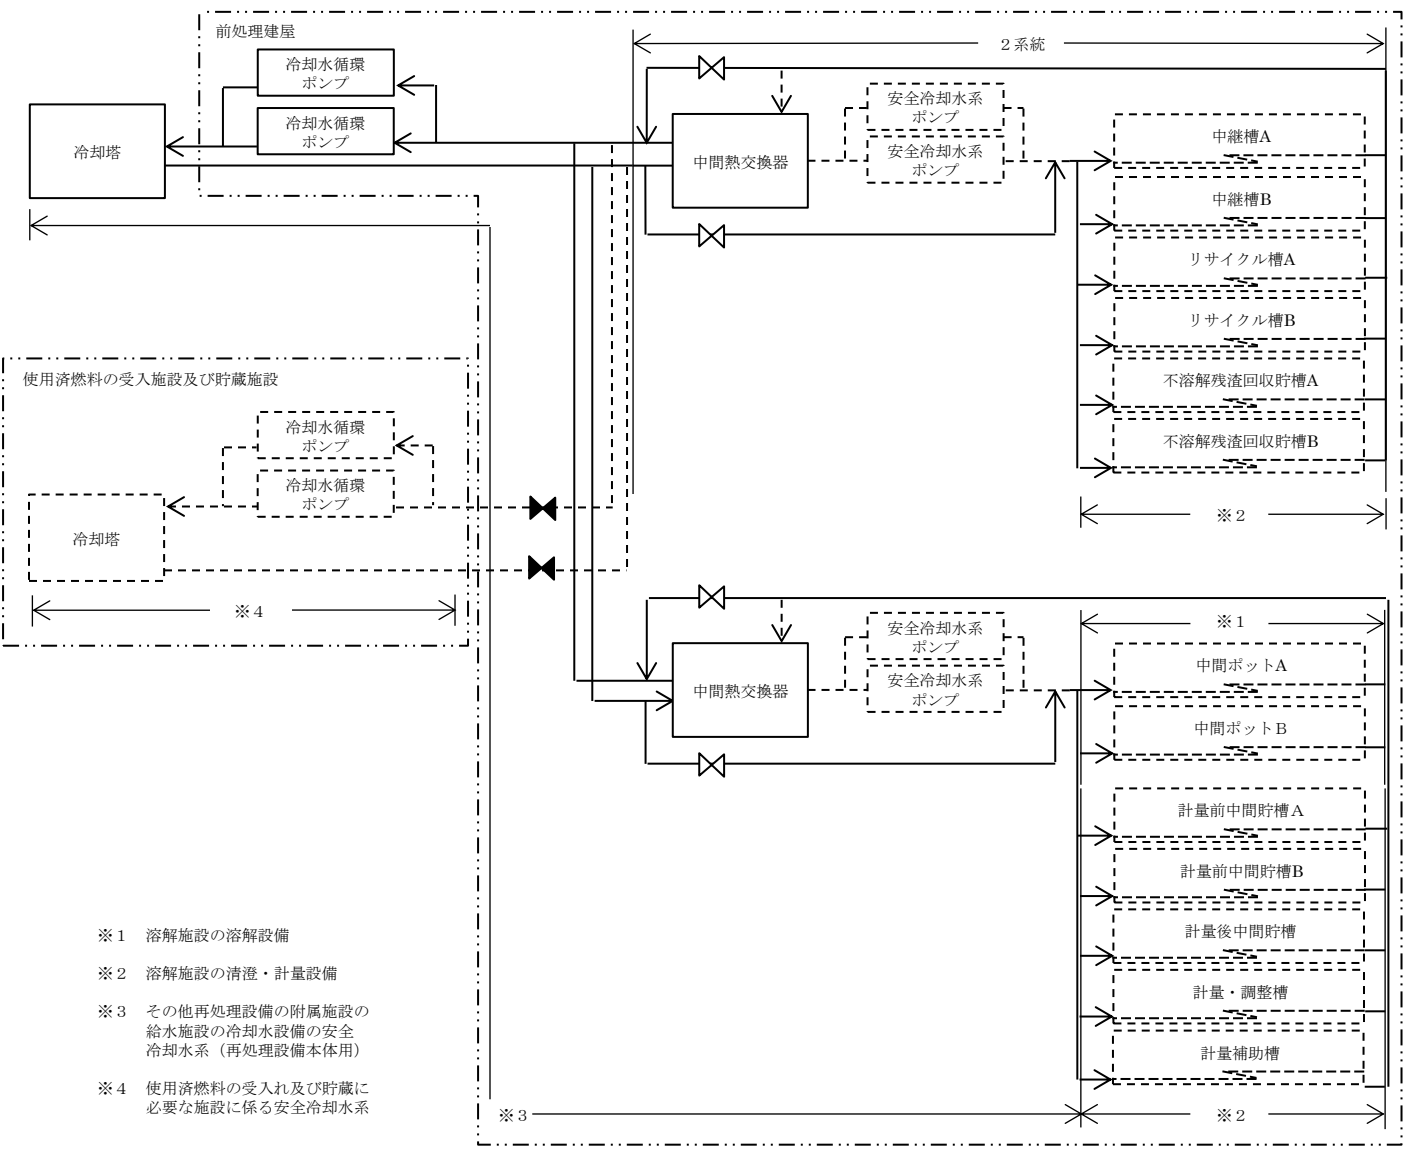 前処理建屋
冷却水循環
ポンプ
冷却水循環
ポンプ
冷却塔
２系統
中間熱交換器
安全冷却水系
ポンプ
安全冷却水系
ポンプ
中継槽A
中継槽B
リサイクル槽A
リサイクル槽B
不溶解残渣回収貯槽A
不溶解残渣回収貯槽B
※２
使用済燃料の受入施設及び貯蔵施設
冷却水循環
ポンプ
冷却水循環
ポンプ
冷却塔
※４
※１
中間熱交換器
安全冷却水系
ポンプ
安全冷却水系
ポンプ
中間ポットA
中間ポットＢ
計量前中間貯槽Ａ
計量前中間貯槽B
計量後中間貯槽
計量・調整槽
計量補助槽
※３
※２
※１　溶解施設の溶解設備
※２　溶解施設の清澄・計量設備
※３　その他再処理設備の附属施設の
給水施設の冷却水設備の安全
冷却水系（再処理設備本体用）
※４　使用済燃料の受入れ及び貯蔵に
必要な施設に係る安全冷却水系